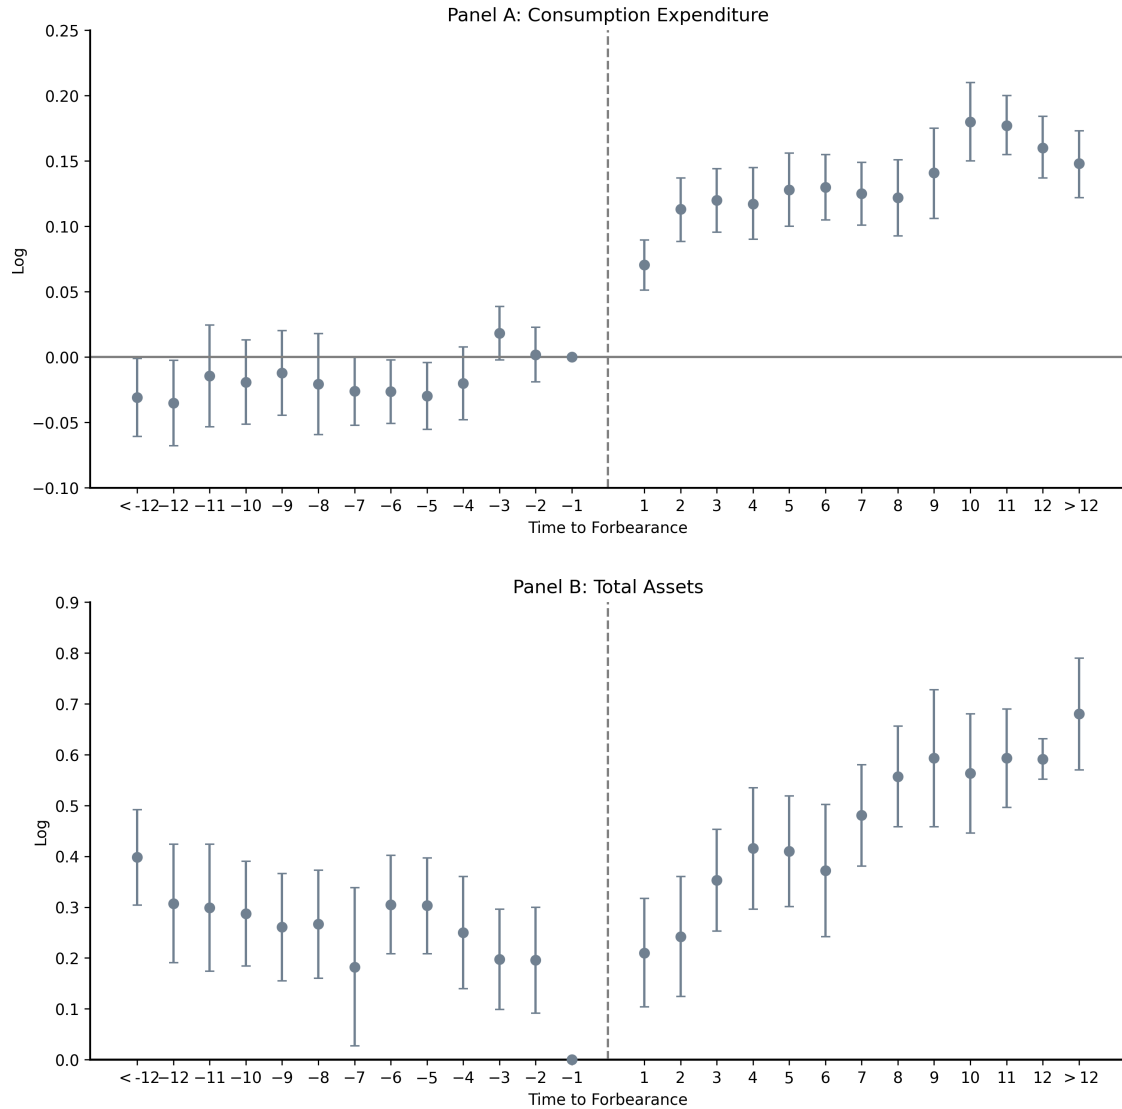 Panel A: Consumption Expenditure
0.25
0.20
0.15
0.10
0.05
0.00
−0.05
−0.10
Log
< -12 −12 −11 −10 −9 −8 −7 −6 −5 −4 −3 −2 −1 1 2 3 4 5 6 7 8 9 10 11 12 > 12
Time to Forbearance
Panel B: Total Assets
0.9
0.8
0.7
0.6
0.5
0.4
0.3
0.2
0.1
0.0
Log
< -12 −12 −11 −10 −9 −8 −7 −6 −5 −4 −3 −2 −1 1 2 3 4 5 6 7 8 9 10 11 12 > 12
Time to Forbearance